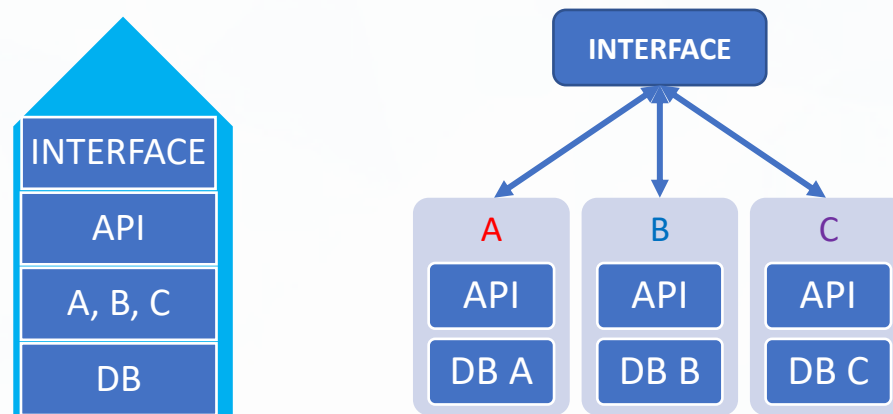 INTERFACE
API
A, B, C
DB
INTERFACE
A
B
C
API
API
API
DB A
DB B
DB C